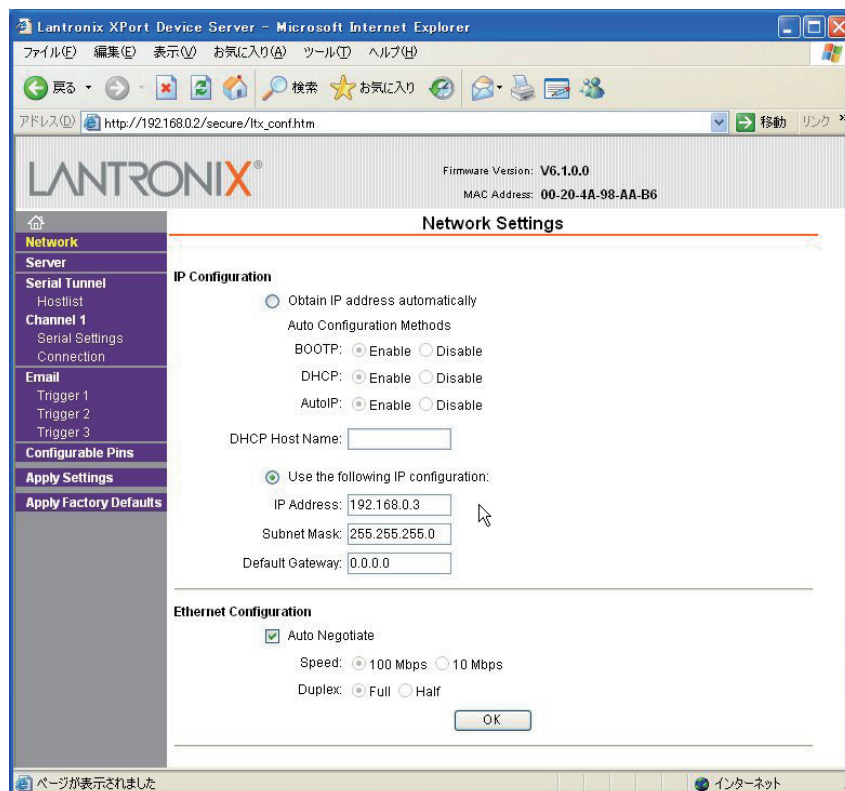 Lantronix XPort Device Server - Microsoft Internet Explorer
ファイル(F) 編集(E) 表示(V) お気に入り(A) ツール(T) ヘルプ(H)
戻る 検索 お気に入り
アドレス(D) http://192.168.0.2/secure/ltx_conf.htm 移動 リンク »
LANTRONIX®
Firmware Version: V6.1.0.0
MAC Address: 00-20-4A-98-AA-B6
Network
Server
Serial Tunnel
Hostlist
Channel 1
Serial Settings
Connection
Email
Trigger 1
Trigger 2
Trigger 3
Configurable Pins
Apply Settings
Apply Factory Defaults
Network Settings
IP Configuration
Obtain IP address automatically
Auto Configuration Methods
BOOTP: Enable Disable
DHCP: Enable Disable
AutoIP: Enable Disable
DHCP Host Name:
Use the following IP configuration:
IP Address: 192.168.0.3
Subnet Mask: 255.255.255.0
Default Gateway: 0.0.0.0
Ethernet Configuration
Auto Negotiate
Speed: 100 Mbps 10 Mbps
Duplex: Full Half
OK
ページが表示されました インターネット